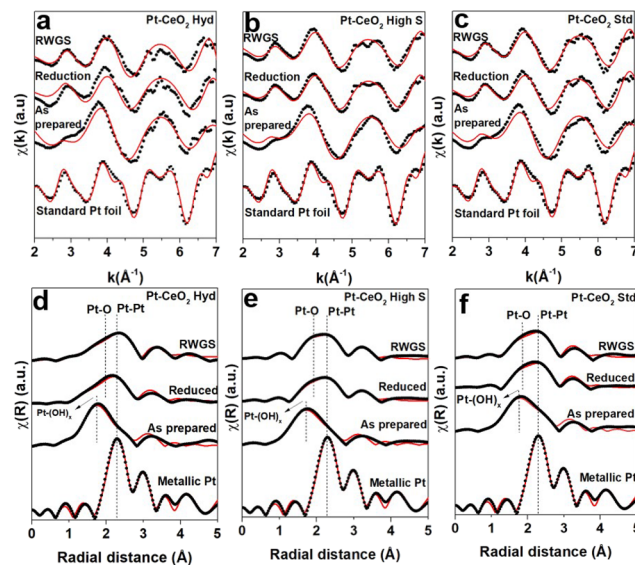 a Pt-CeO₂ Hyd
RWGS
Reduction
As
prepared
Standard Pt foil
χ(k) (a.u)
2 3 4 5 6 7
k(Å⁻¹)
b Pt-CeO₂ High S
RWGS
Reduction
As
prepared
Standard Pt foil
χ(k) (a.u)
2 3 4 5 6 7
k(Å⁻¹)
c Pt-CeO₂ Std
RWGS
Reduction
As
prepared
Standard Pt foil
χ(k) (a.u)
2 3 4 5 6 7
k(Å⁻¹)
d Pt-CeO₂ Hyd
Pt-O Pt-Pt
RWGS
Reduced
Pt-(OH)ₓ
As prepared
Metallic Pt
χ(R) (a.u.)
0 1 2 3 4 5
Radial distance (Å)
e Pt-CeO₂ High S
Pt-O Pt-Pt
RWGS
Reduced
Pt-(OH)ₓ
As prepared
Metallic Pt
χ(R) (a.u.)
0 1 2 3 4 5
Radial distance (Å)
f Pt-CeO₂ Std
Pt-O Pt-Pt
RWGS
Reduced
Pt-(OH)ₓ
As prepared
Metallic Pt
χ(R) (a.u.)
0 1 2 3 4 5
Radial distance (Å)